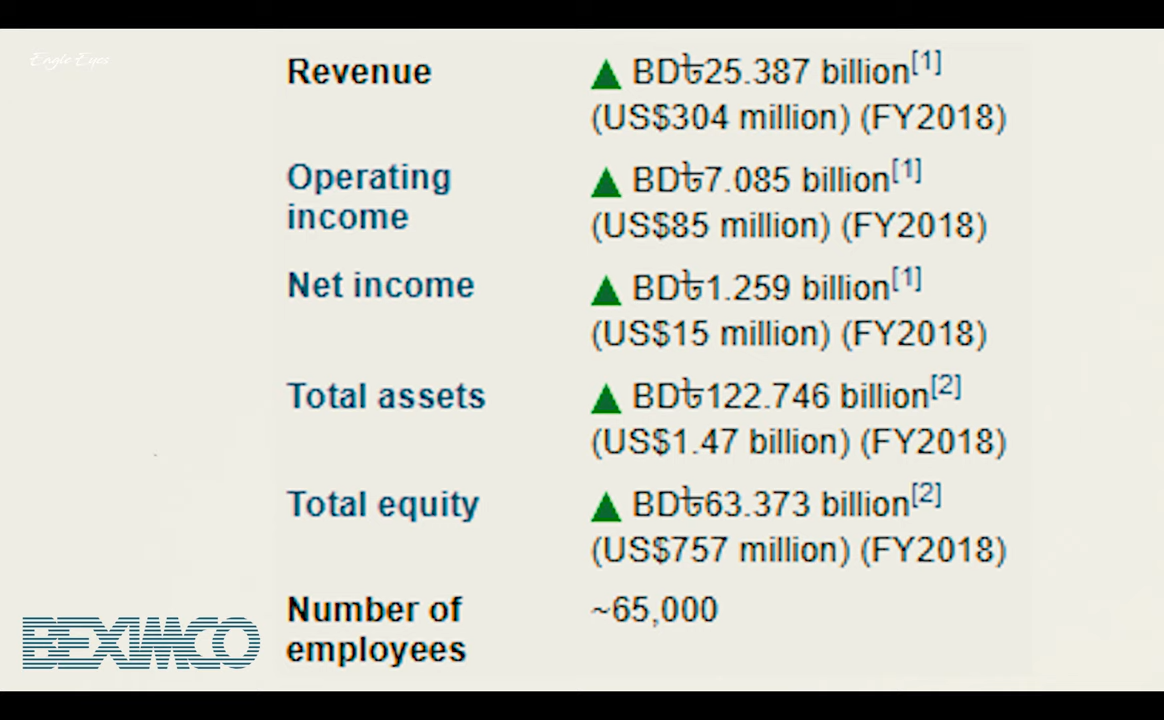 Engle Eyes
Revenue
▲ BD৳25.387 billion[1]
(US$304 million) (FY2018)
Operating
income
▲ BD৳7.085 billion[1]
(US$85 million) (FY2018)
Net income
▲ BD৳1.259 billion[1]
(US$15 million) (FY2018)
Total assets
▲ BD৳122.746 billion[2]
(US$1.47 billion) (FY2018)
Total equity
▲ BD৳63.373 billion[2]
(US$757 million) (FY2018)
Number of
employees
~65,000
BEXIMCO